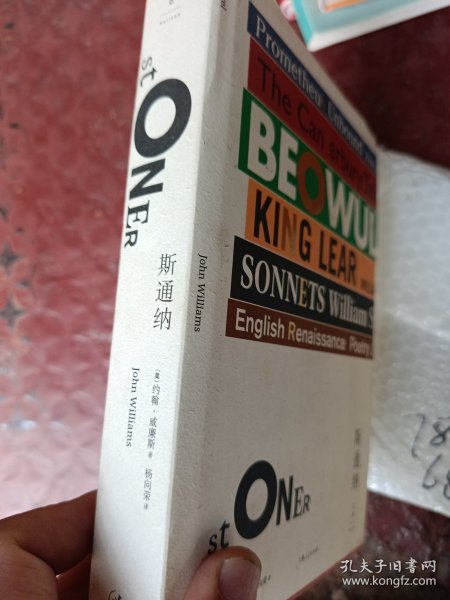 stONER
斯通纳
John Williams
(美)约翰·威廉斯 著
John Williams
杨向荣 译
Prometheu Unbound
The Can erbury
BEOWUL
KING LEAR
SONNETS William S
English Renaissance Poetry
斯通纳
stONER
孔夫子旧书网
www.kongfz.com